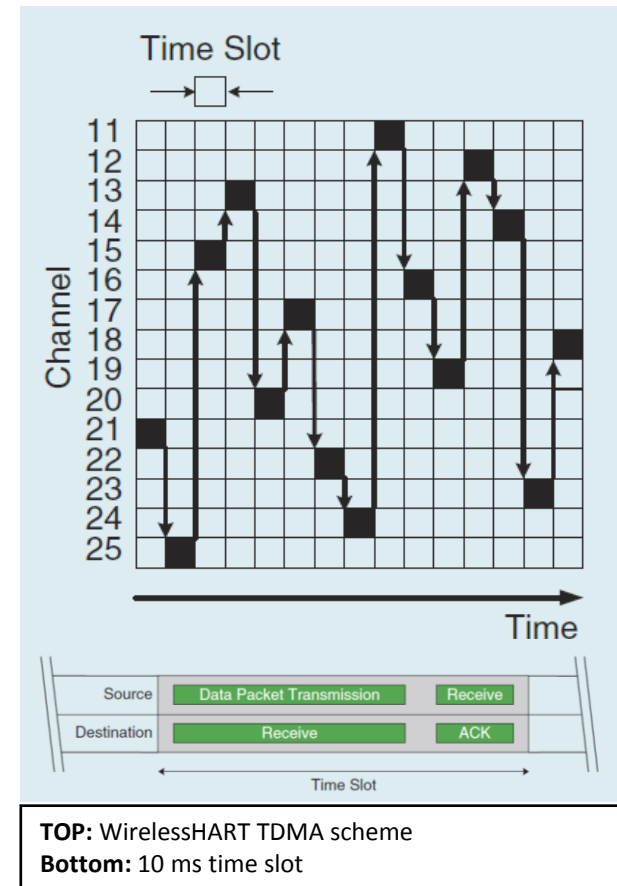 Time Slot
Channel
11
12
13
14
15
16
17
18
19
20
21
22
23
24
25
Time
Source Data Packet Transmission Receive
Destination Receive ACK
Time Slot
TOP: WirelessHART TDMA scheme
Bottom: 10 ms time slot